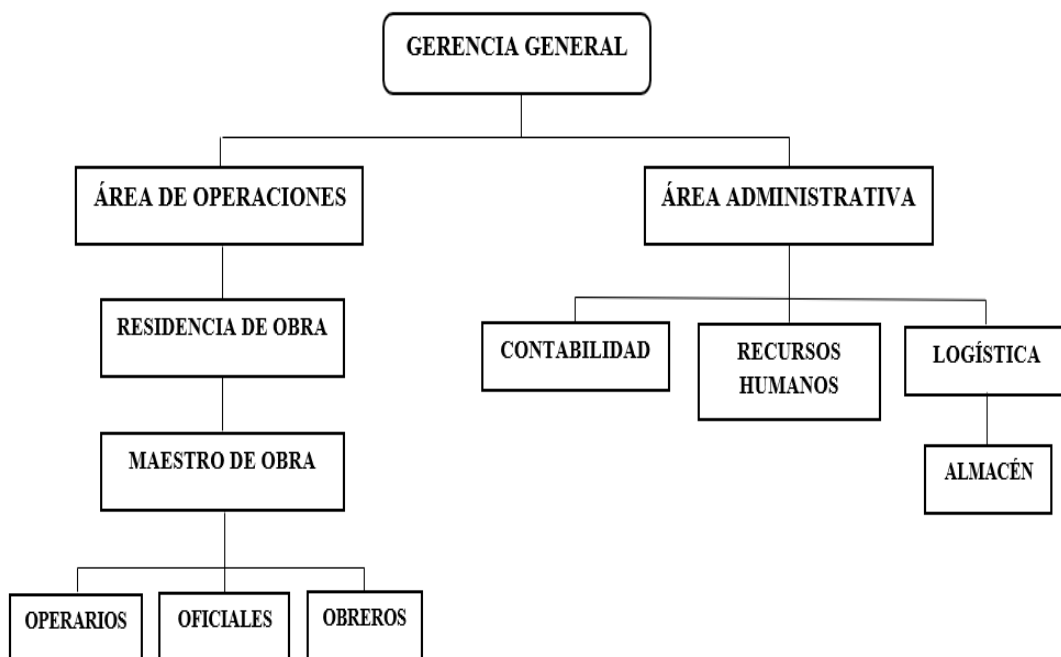 GERENCIA GENERAL
ÁREA DE OPERACIONES
ÁREA ADMINISTRATIVA
RESIDENCIA DE OBRA
CONTABILIDAD
RECURSOS
HUMANOS
LOGÍSTICA
MAESTRO DE OBRA
ALMACÉN
OPERARIOS
OFICIALES
OBREROS